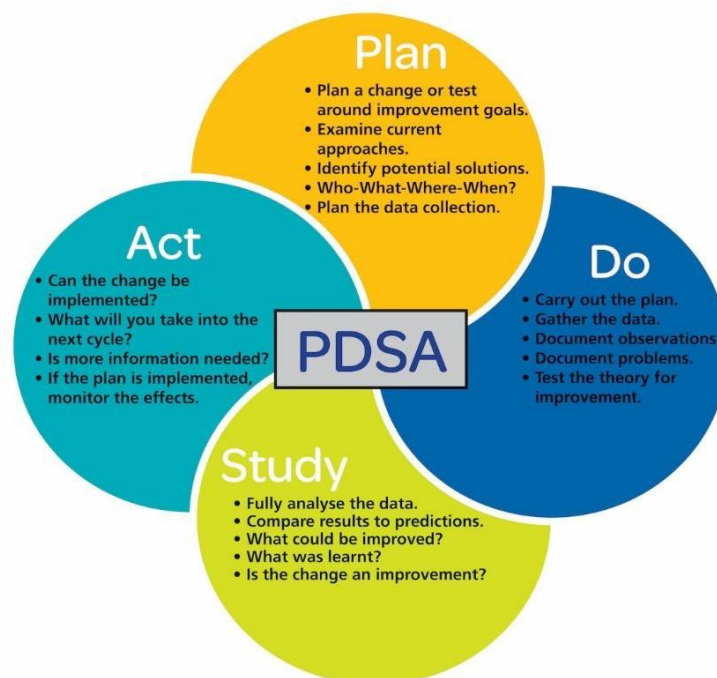 Plan
• Plan a change or test
around improvement goals.
• Examine current
approaches.
• Identify potential solutions.
• Who-What-Where-When?
• Plan the data collection.
Act
• Can the change be
implemented?
• What will you take into the
next cycle?
• Is more information needed?
• If the plan is implemented,
monitor the effects.
PDSA
Do
• Carry out the plan.
• Gather the data.
• Document observations
• Document problems.
• Test the theory for
improvement.
Study
• Fully analyse the data.
• Compare results to predictions.
• What could be improved?
• What was learnt?
• Is the change an improvement?